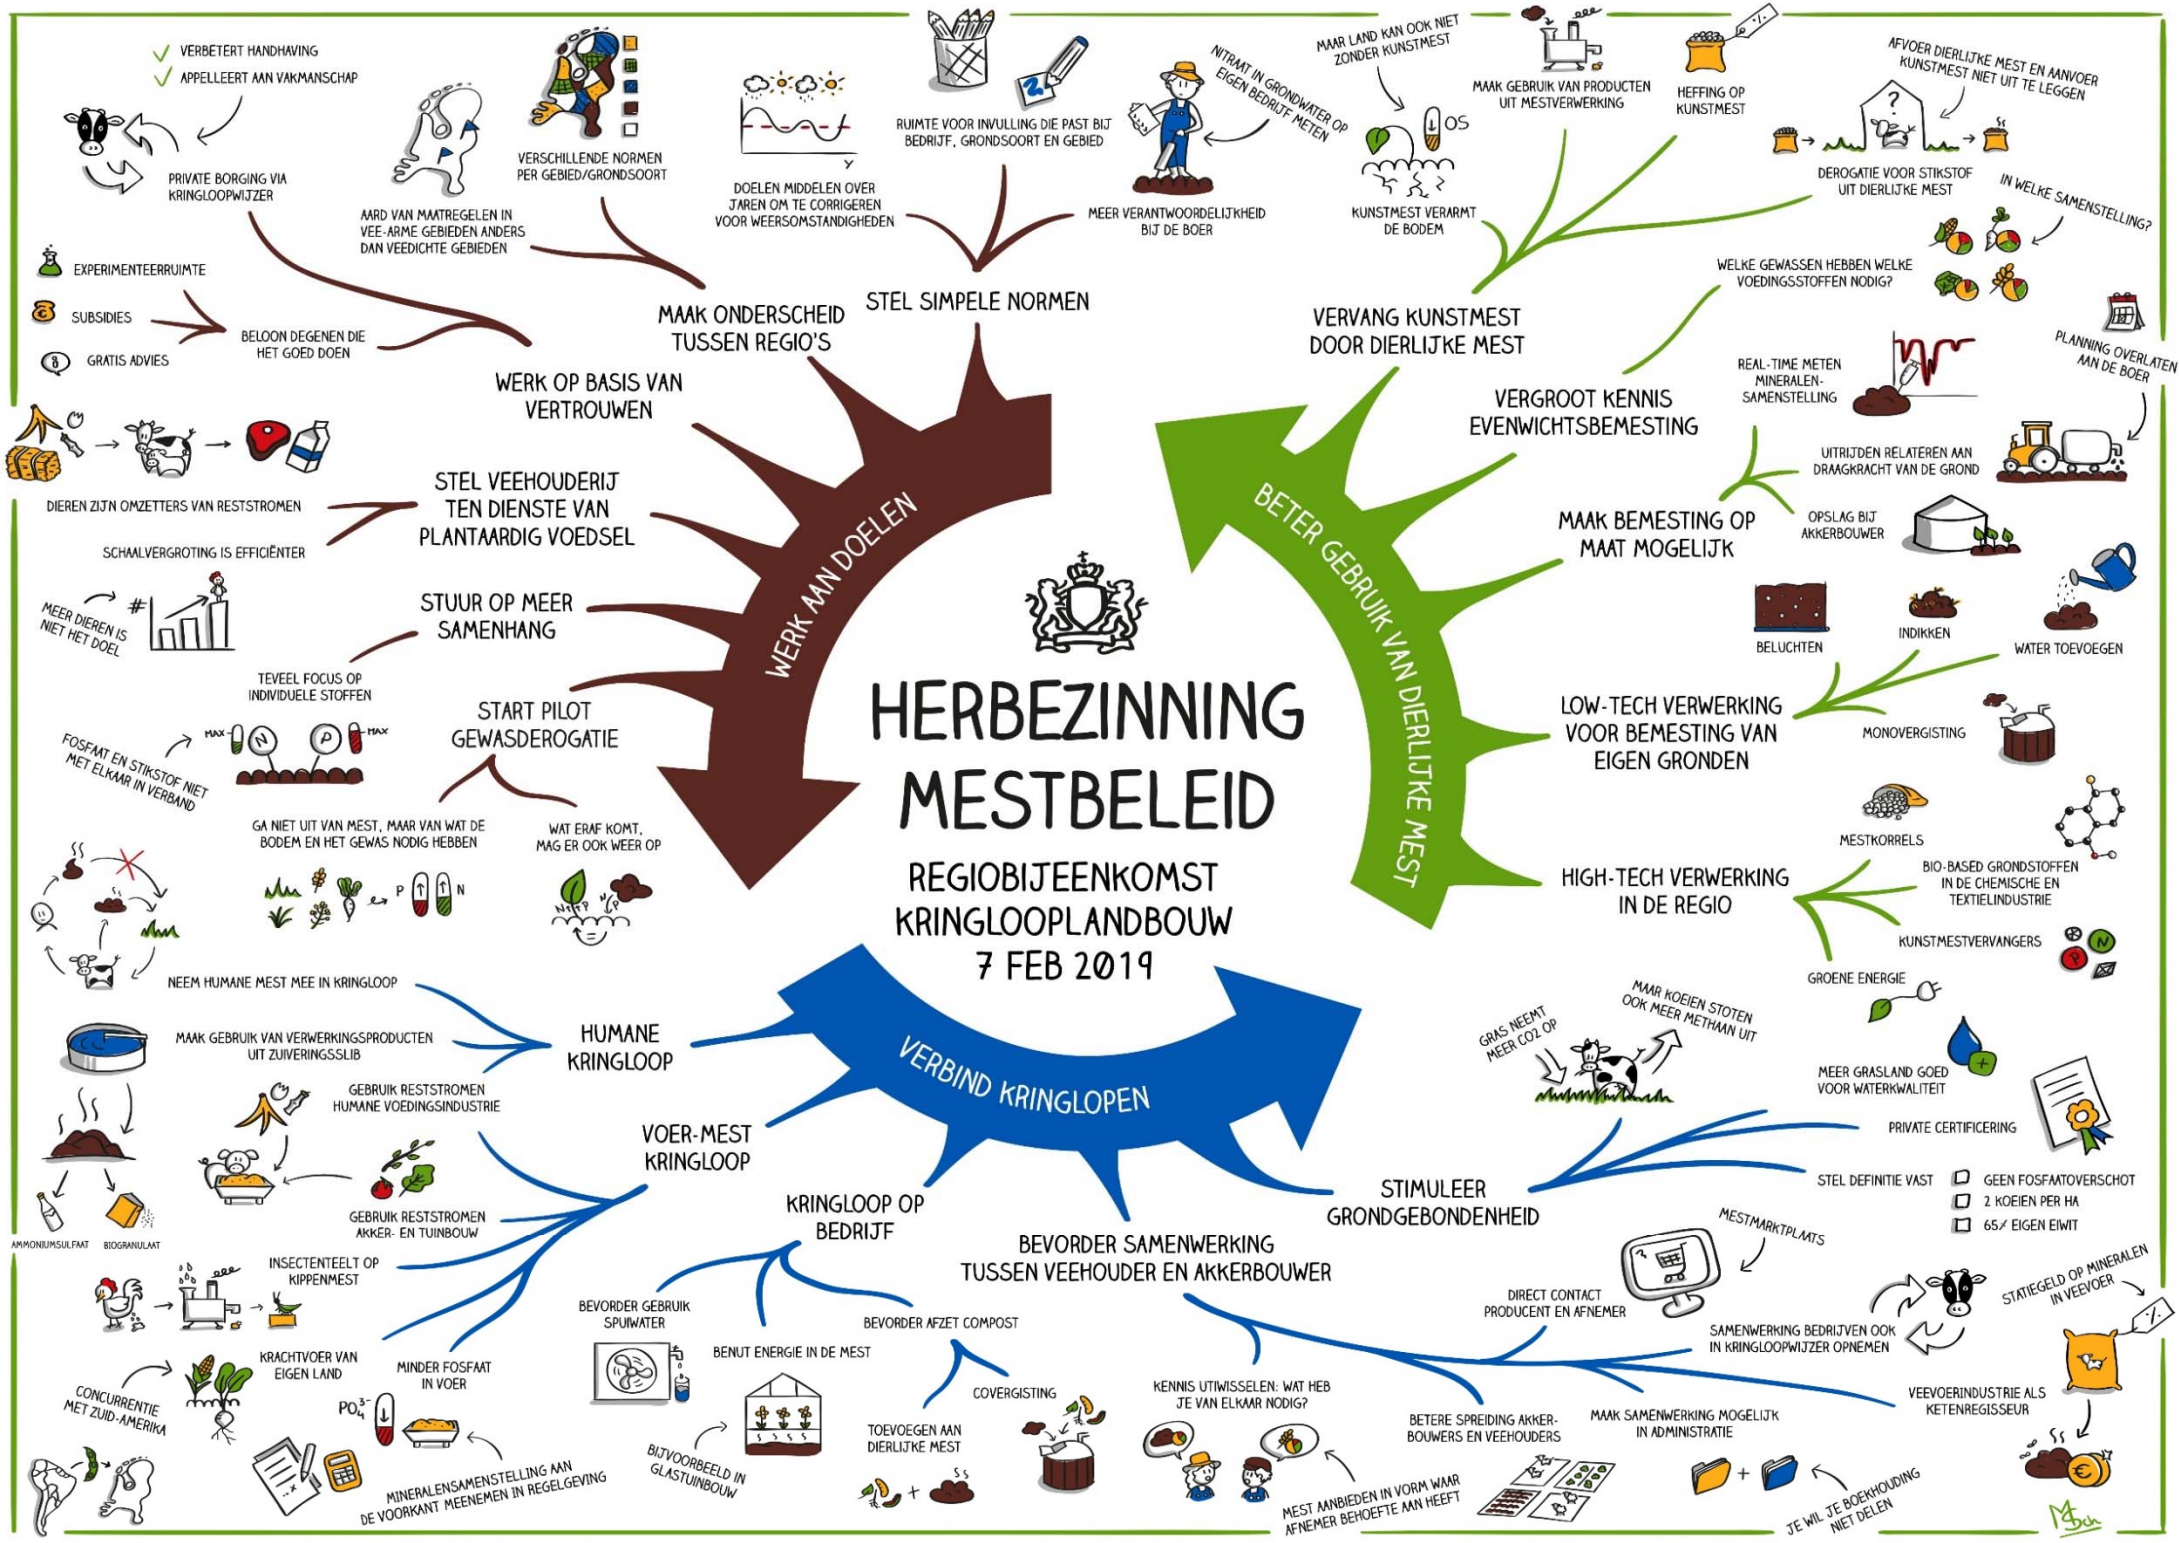 HERBEZINNING
MESTBELEID
REGIOBIJEENKOMST
KRINGLOOPLANDBOUW
7 FEB 2019
WERK AAN DOELEN
STEL SIMPELE NORMEN
DOELEN MIDDELEN OVER
JAREN OM TE CORRIGEREN
VOOR WEERSOMSTANDIGHEDEN
Y
RUIMTE VOOR INVULLING DIE PAST BIJ
BEDRIJF, GRONDSOORT EN GEBIED
MEER VERANTWOORDELIJKHEID
BIJ DE BOER
NITRAAT IN GRONDWATER OP
EIGEN BEDRIJF METEN
MAAK ONDERSCHEID
TUSSEN REGIO'S
AARD VAN MAATREGELEN IN
VEE-ARME GEBIEDEN ANDERS
DAN VEEDICHTE GEBIEDEN
VERSCHILLENDE NORMEN
PER GEBIED/GRONDSOORT
WERK OP BASIS VAN
VERTROUWEN
VERBETERT HANDHAVING
APPELLEERT AAN VAKMANSCHAP
PRIVATE BORGING VIA
KRINGLOOPWIJZER
EXPERIMENTEERRUIMTE
SUBSIDIES
GRATIS ADVIES
BELOON DEGENEN DIE
HET GOED DOEN
STEL VEEHOUDERIJ
TEN DIENSTE VAN
PLANTAARDIG VOEDSEL
DIEREN ZIJN OMZETTERS VAN RESTSTROMEN
SCHAALVERGROTING IS EFFICIËNTER
#
MEER DIEREN IS
NIET HET DOEL
STUUR OP MEER
SAMENHANG
TEVEEL FOCUS OP
INDIVIDUELE STOFFEN
MAX
N
P
MAX
FOSFAAT EN STIKSTOF NIET
MET ELKAAR IN VERBAND
START PILOT
GEWASDEROGATIE
GA NIET UIT VAN MEST, MAAR VAN WAT DE
BODEM EN HET GEWAS NODIG HEBBEN
P N
WAT ERAF KOMT,
MAG ER OOK WEER OP
BETER GEBRUIK VAN DIERLIJKE MEST
VERVANG KUNSTMEST
DOOR DIERLIJKE MEST
MAAR LAND KAN OOK NIET
ZONDER KUNSTMEST
OS
KUNSTMEST VERARMT
DE BODEM
MAAK GEBRUIK VAN PRODUCTEN
UIT MESTVERWERKING
%
HEFFING OP
KUNSTMEST
AFVOER DIERLIJKE MEST EN AANVOER
KUNSTMEST NIET UIT TE LEGGEN
?
DEROGATIE VOOR STIKSTOF
UIT DIERLIJKE MEST
VERGROOT KENNIS
EVENWICHTSBEMESTING
IN WELKE SAMENSTELLING?
WELKE GEWASSEN HEBBEN WELKE
VOEDINGSSTOFFEN NODIG?
MAAK BEMESTING OP
MAAT MOGELIJK
REAL-TIME METEN
MINERALEN-
SAMENSTELLING
PLANNING OVERLATEN
AAN DE BOER
UITRIJDEN RELATEREN AAN
DRAAGKRACHT VAN DE GROND
OPSLAG BIJ
AKKERBOUWER
LOW-TECH VERWERKING
VOOR BEMESTING VAN
EIGEN GRONDEN
BELUCHTEN
INDIKKEN
WATER TOEVOEGEN
MONOVERGISTING
HIGH-TECH VERWERKING
IN DE REGIO
MESTKORRELS
BIO-BASED GRONDSTOFFEN
IN DE CHEMISCHE EN
TEXTIELINDUSTRIE
KUNSTMESTVERVANGERS
N
P
GROENE ENERGIE
VERBIND KRINGLOPEN
HUMANE
KRINGLOOP
NEEM HUMANE MEST MEE IN KRINGLOOP
MAAK GEBRUIK VAN VERWERKINGSPRODUCTEN
UIT ZUIVERINGSSLIB
AMMONIUMSULFAAT
BIOGRANULAAT
GEBRUIK RESTSTROMEN
HUMANE VOEDINGSINDUSTRIE
VOER-MEST
KRINGLOOP
GEBRUIK RESTSTROMEN
AKKER- EN TUINBOUW
INSECTENTEELT OP
KIPPENMEST
KRACHTVOER VAN
EIGEN LAND
CONCURRENTIE
MET ZUID-AMERIKA
MINDER FOSFAAT
IN VOER
PO₄³⁻
MINERALENSAMENSTELLING AAN
DE VOORKANT MEENEMEN IN REGELGEVING
KRINGLOOP OP
BEDRIJF
BEVORDER GEBRUIK
SPUIWATER
BENUT ENERGIE IN DE MEST
BIJVOORBEELD IN
GLASTUINBOUW
BEVORDER AFZET COMPOST
TOEVOEGEN AAN
DIERLIJKE MEST
+
COVERGISTING
BEVORDER SAMENWERKING
TUSSEN VEEHOUDER EN AKKERBOUWER
KENNIS UTIWISSELEN: WAT HEB
JE VAN ELKAAR NODIG?
MEST AANBIEDEN IN VORM WAAR
AFNEMER BEHOEFTE AAN HEEFT
DIRECT CONTACT
PRODUCENT EN AFNEMER
MESTMARKTPLAATS
BETERE SPREIDING AKKER-
BOUWERS EN VEEHOUDERS
MAAK SAMENWERKING MOGELIJK
IN ADMINISTRATIE
+
JE WIL JE BOEKHOUDING
NIET DELEN
SAMENWERKING BEDRIJVEN OOK
IN KRINGLOOPWIJZER OPNEMEN
VEEVOERINDUSTRIE ALS
KETENREGISSEUR
STATIEGELD OP MINERALEN
IN VEEVOER
%
€
STIMULEER
GRONDGEBONDENHEID
GRAS NEEMT
MEER CO2 OP
MAAR KOEIEN STOTEN
OOK MEER METHAAN UIT
MEER GRASLAND GOED
VOOR WATERKWALITEIT
PRIVATE CERTIFICERING
STEL DEFINITIE VAST
GEEN FOSFAATOVERSCHOT
2 KOEIEN PER HA
65% EIGEN EIWIT